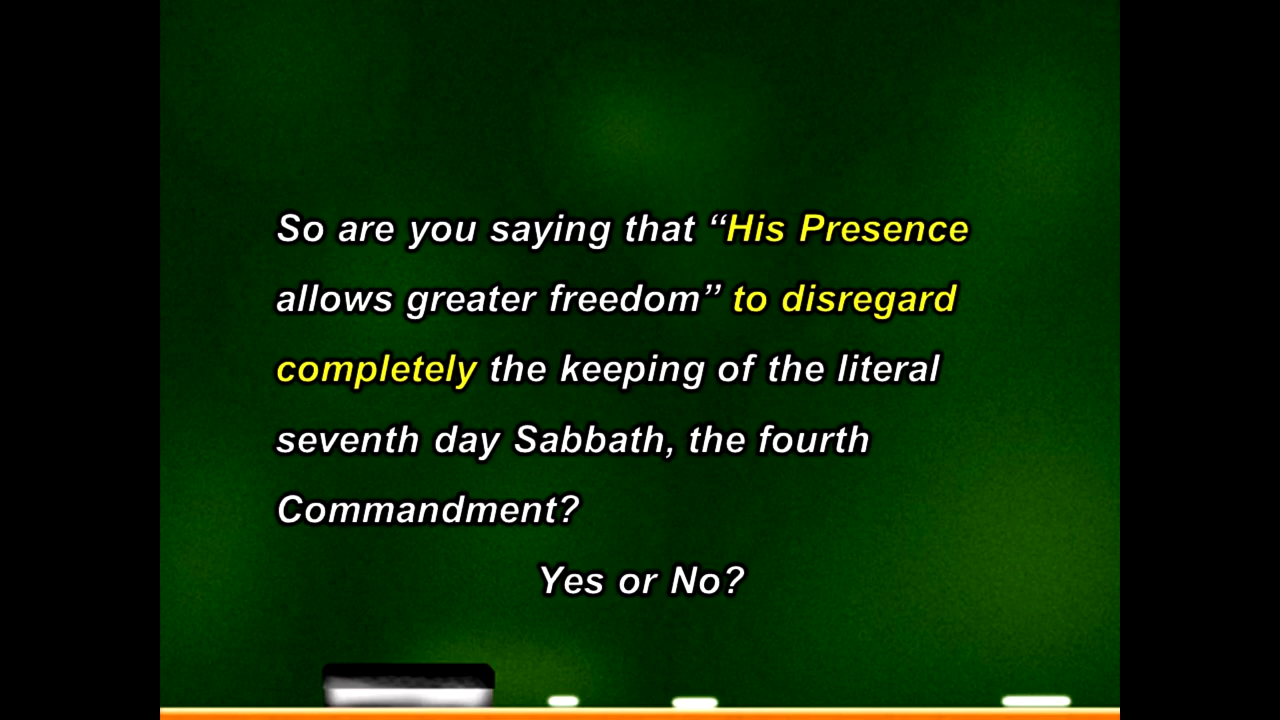 So are you saying that “His Presence
allows greater freedom” to disregard
completely the keeping of the literal
seventh day Sabbath, the fourth
Commandment?
Yes or No?